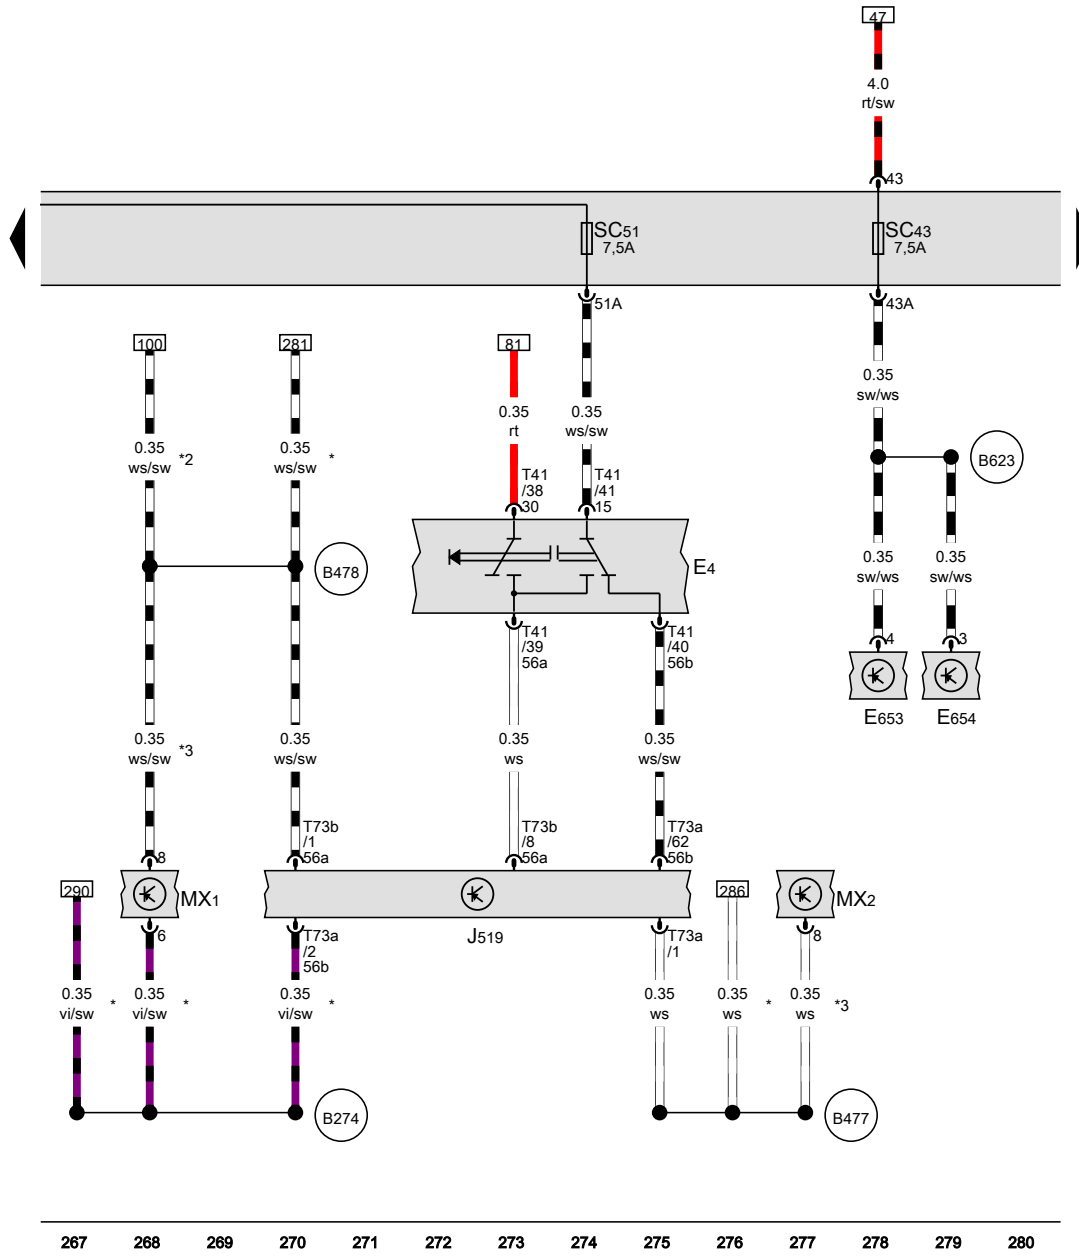 47
4.0
rt/sw
43
SC51
7,5A
SC43
7,5A
51A
43A
100
281
81
0.35
sw/ws
0.35
rt
0.35
ws/sw
0.35
ws/sw *2
0.35
ws/sw *
B623
T41
/38
30
T41
/41
15
B478
E4
0.35
sw/ws
0.35
sw/ws
T41
/39
56a
T41
/40
56b
4
3
E653
E654
0.35
ws/sw *3
0.35
ws/sw
0.35
ws
0.35
ws/sw
T73b
/1
56a
T73b
/8
56a
T73a
/62
56b
8
290
MX1
286
MX2
6
T73a
/2
56b
J519
T73a
/1
8
0.35
vi/sw *
0.35
vi/sw *
0.35
vi/sw *
0.35
ws
0.35
ws *
0.35
ws *3
B274
B477
267 268 269 270 271 272 273 274 275 276 277 278 279 280